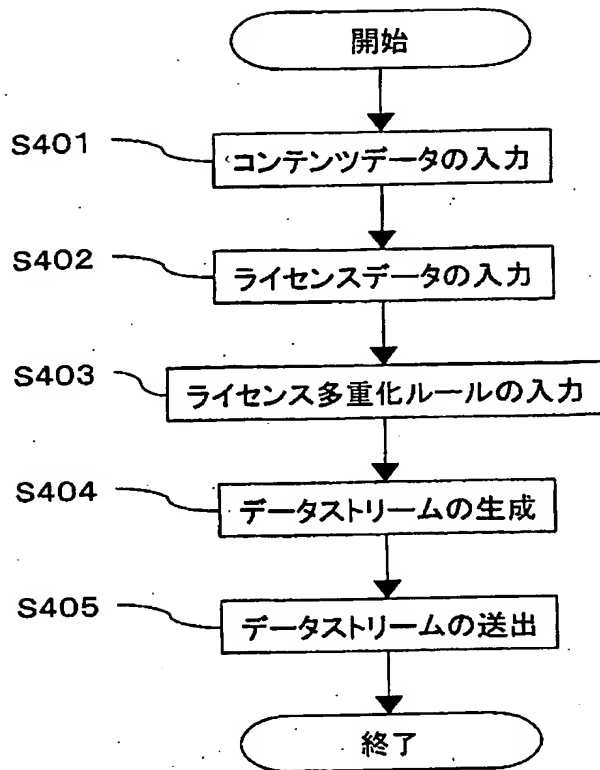 開始
S401
コンテンツデータの入力
S402
ライセンスデータの入力
S403
ライセンス多重化ルールの入力
S404
データストリームの生成
S405
データストリームの送出
終了